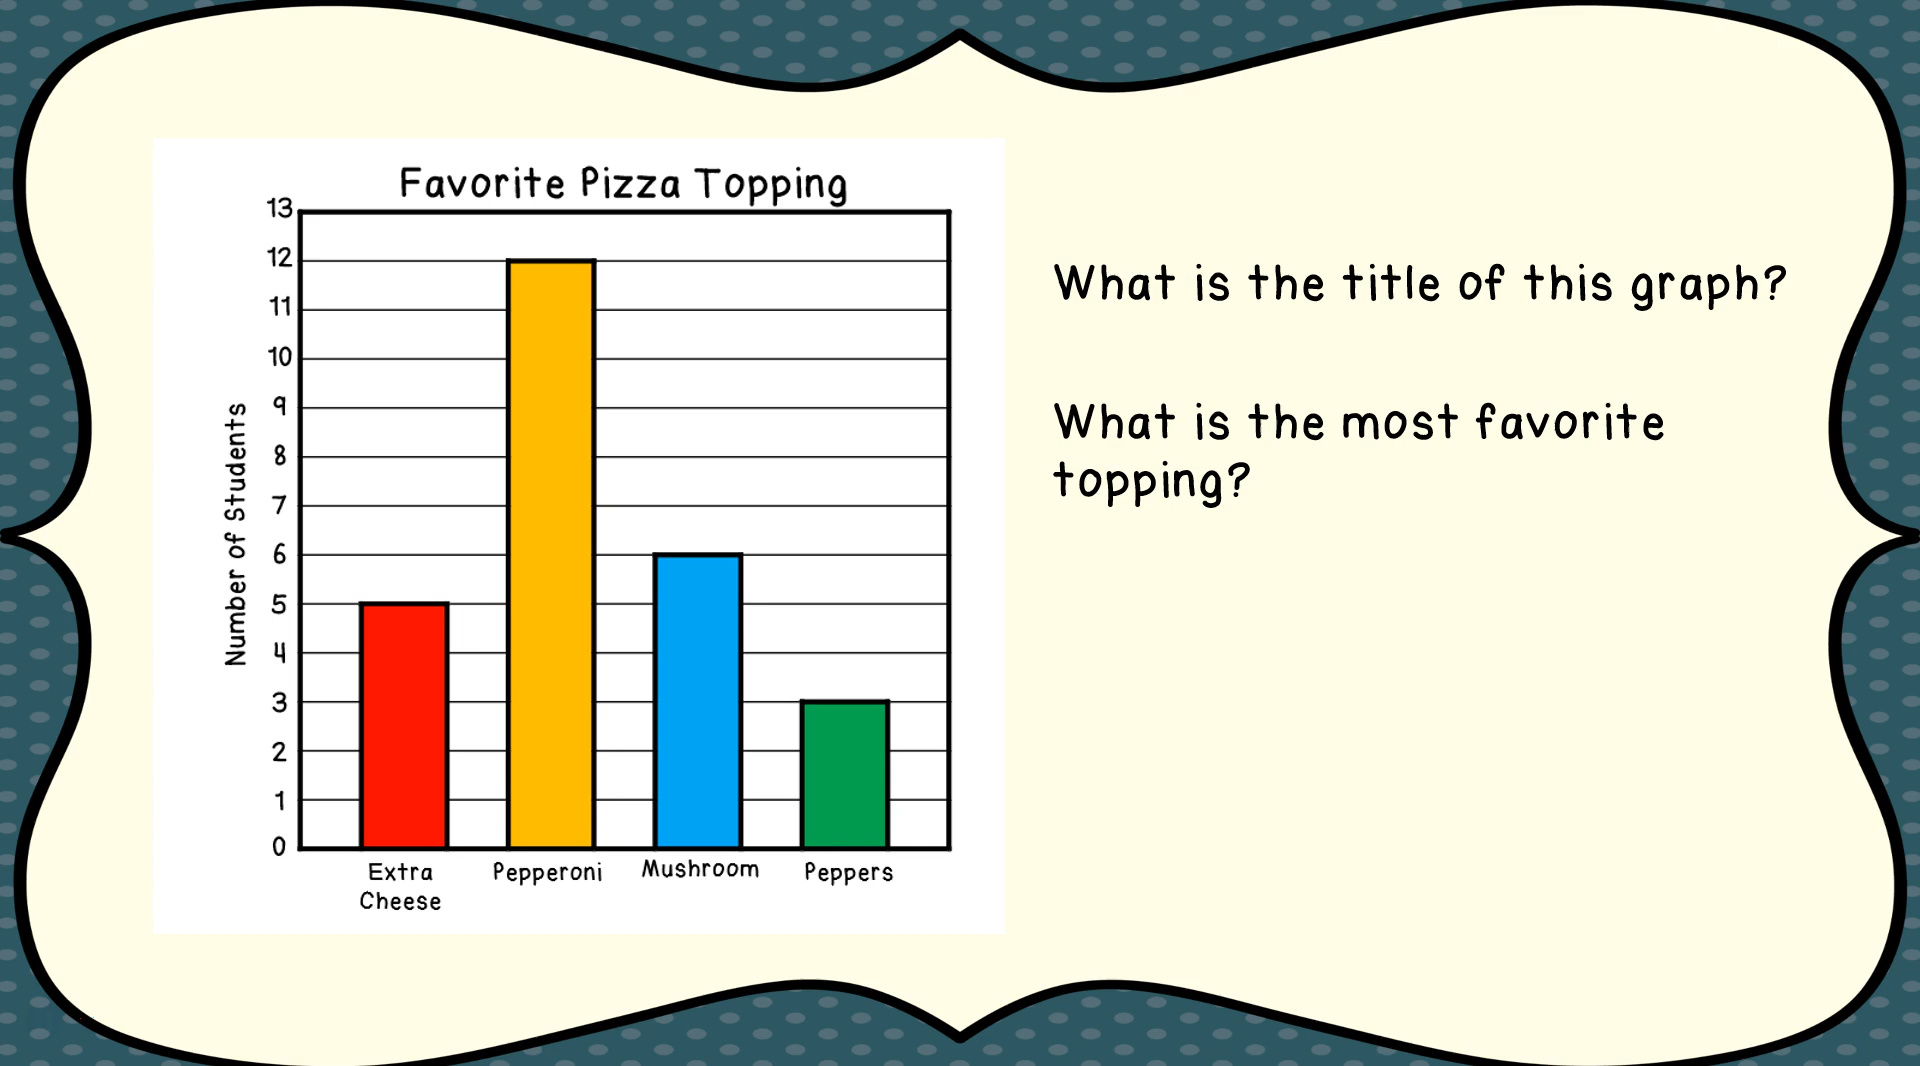 Favorite Pizza Topping
13
12
11
10
9
8
7
6
5
4
3
2
1
0
Number of Students
Extra
Cheese
Pepperoni
Mushroom
Peppers
What is the title of this graph?
What is the most favorite
topping?